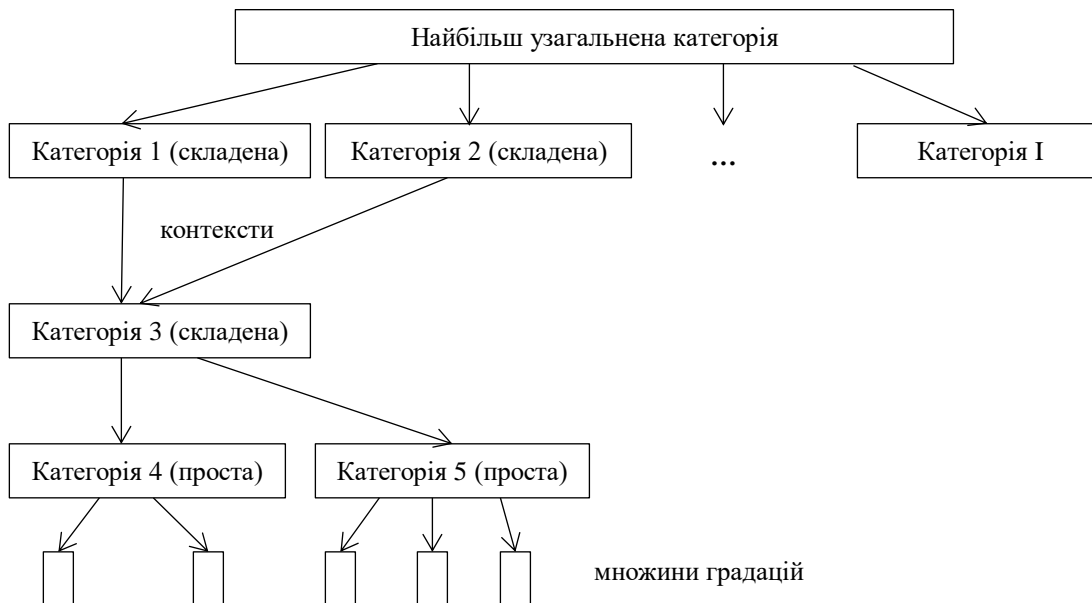 Найбільш узагальнена категорія
Категорія 1 (складена)
Категорія 2 (складена)
...
Категорія І
контексти
Категорія 3 (складена)
Категорія 4 (проста)
Категорія 5 (проста)
множини градацій